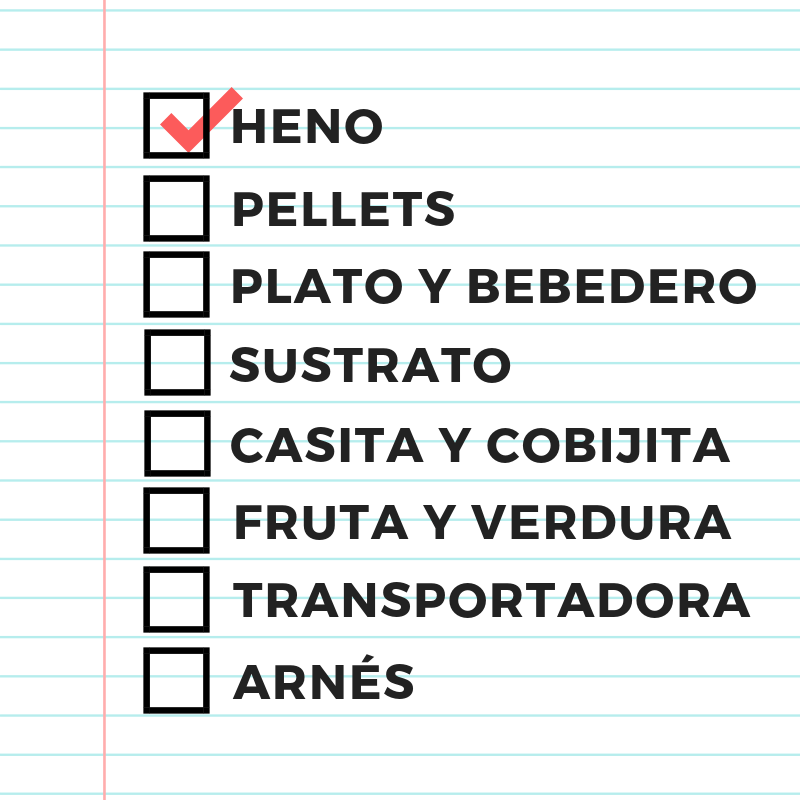 HENO
PELLETS
PLATO Y BEBEDERO
SUSTRATO
CASITA Y COBIJITA
FRUTA Y VERDURA
TRANSPORTADORA
ARNÉS